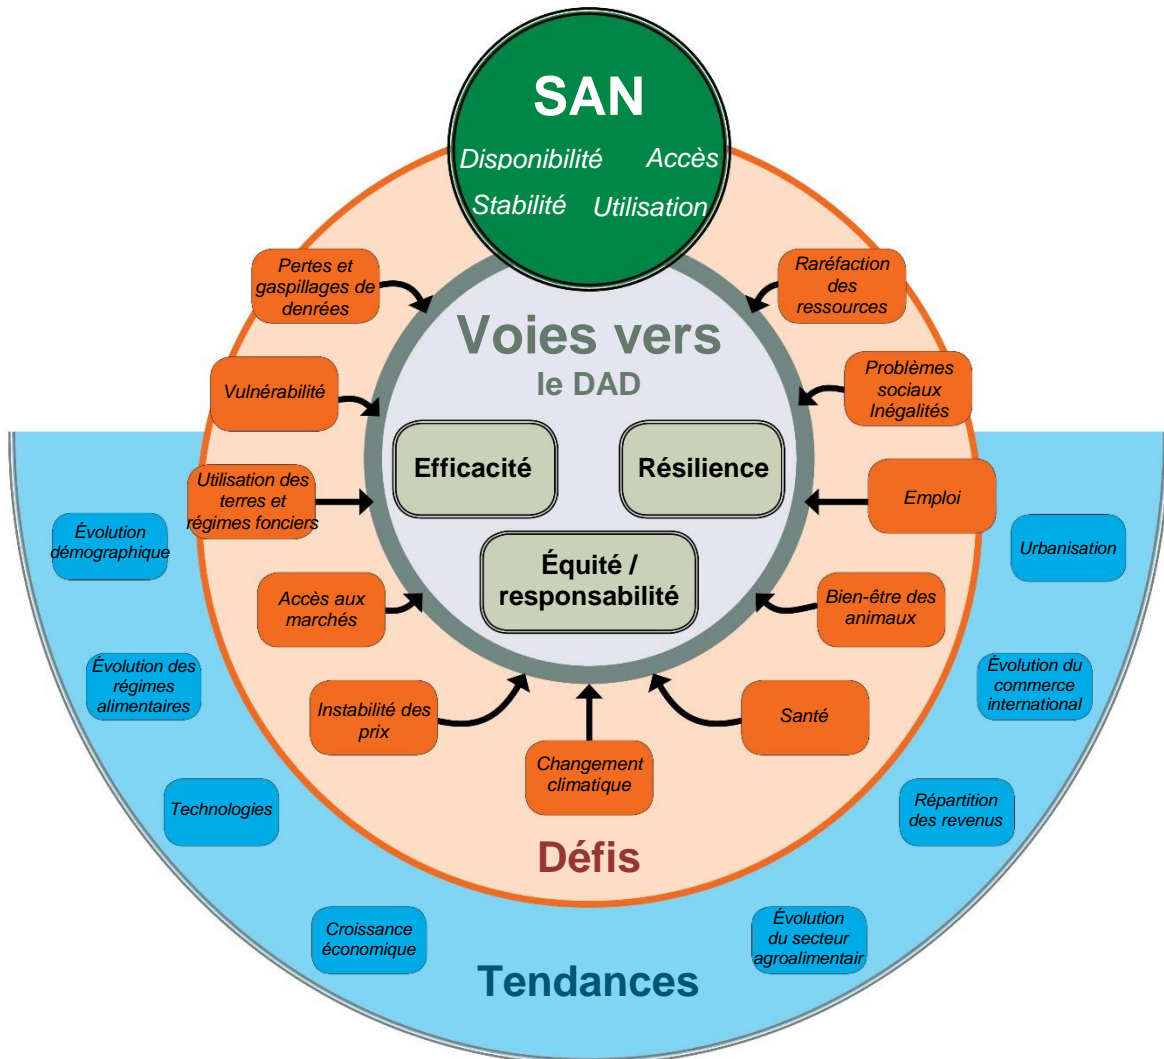 SAN
Disponibilité Accès
Stabilité Utilisation
Pertes et
gaspillages de
denrées
Raréfaction
des
ressources
Voies vers
le DAD
Vulnérabilité
Problèmes
sociaux
Inégalités
Efficacité
Résilience
Utilisation des
terres et
régimes fonciers
Emploi
Évolution
démographique
Urbanisation
Équité /
responsabilité
Accès aux
marchés
Bien-être des
animaux
Évolution des
régimes
alimentaires
Évolution du
commerce
international
Instabilité des
prix
Santé
Changement
climatique
Technologies
Répartition
des revenus
Défis
Croissance
économique
Évolution
du secteur
agroalimentair
Tendances